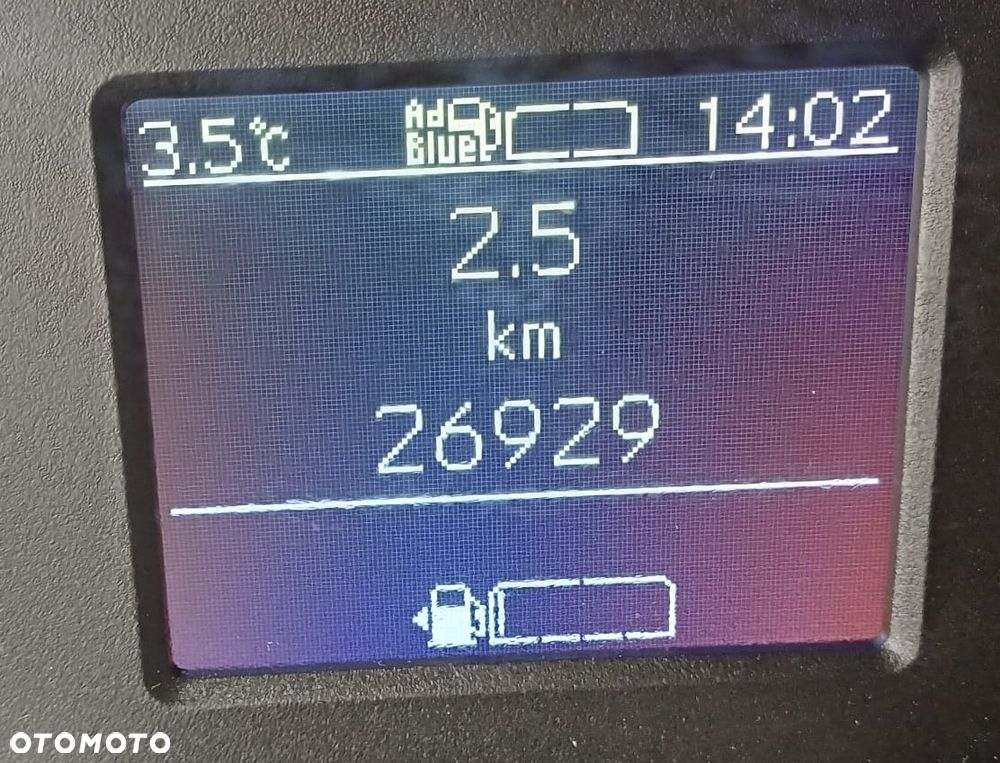 3.5°C Ad Blue 14:02
2.5
km
26929
OTOMOTO